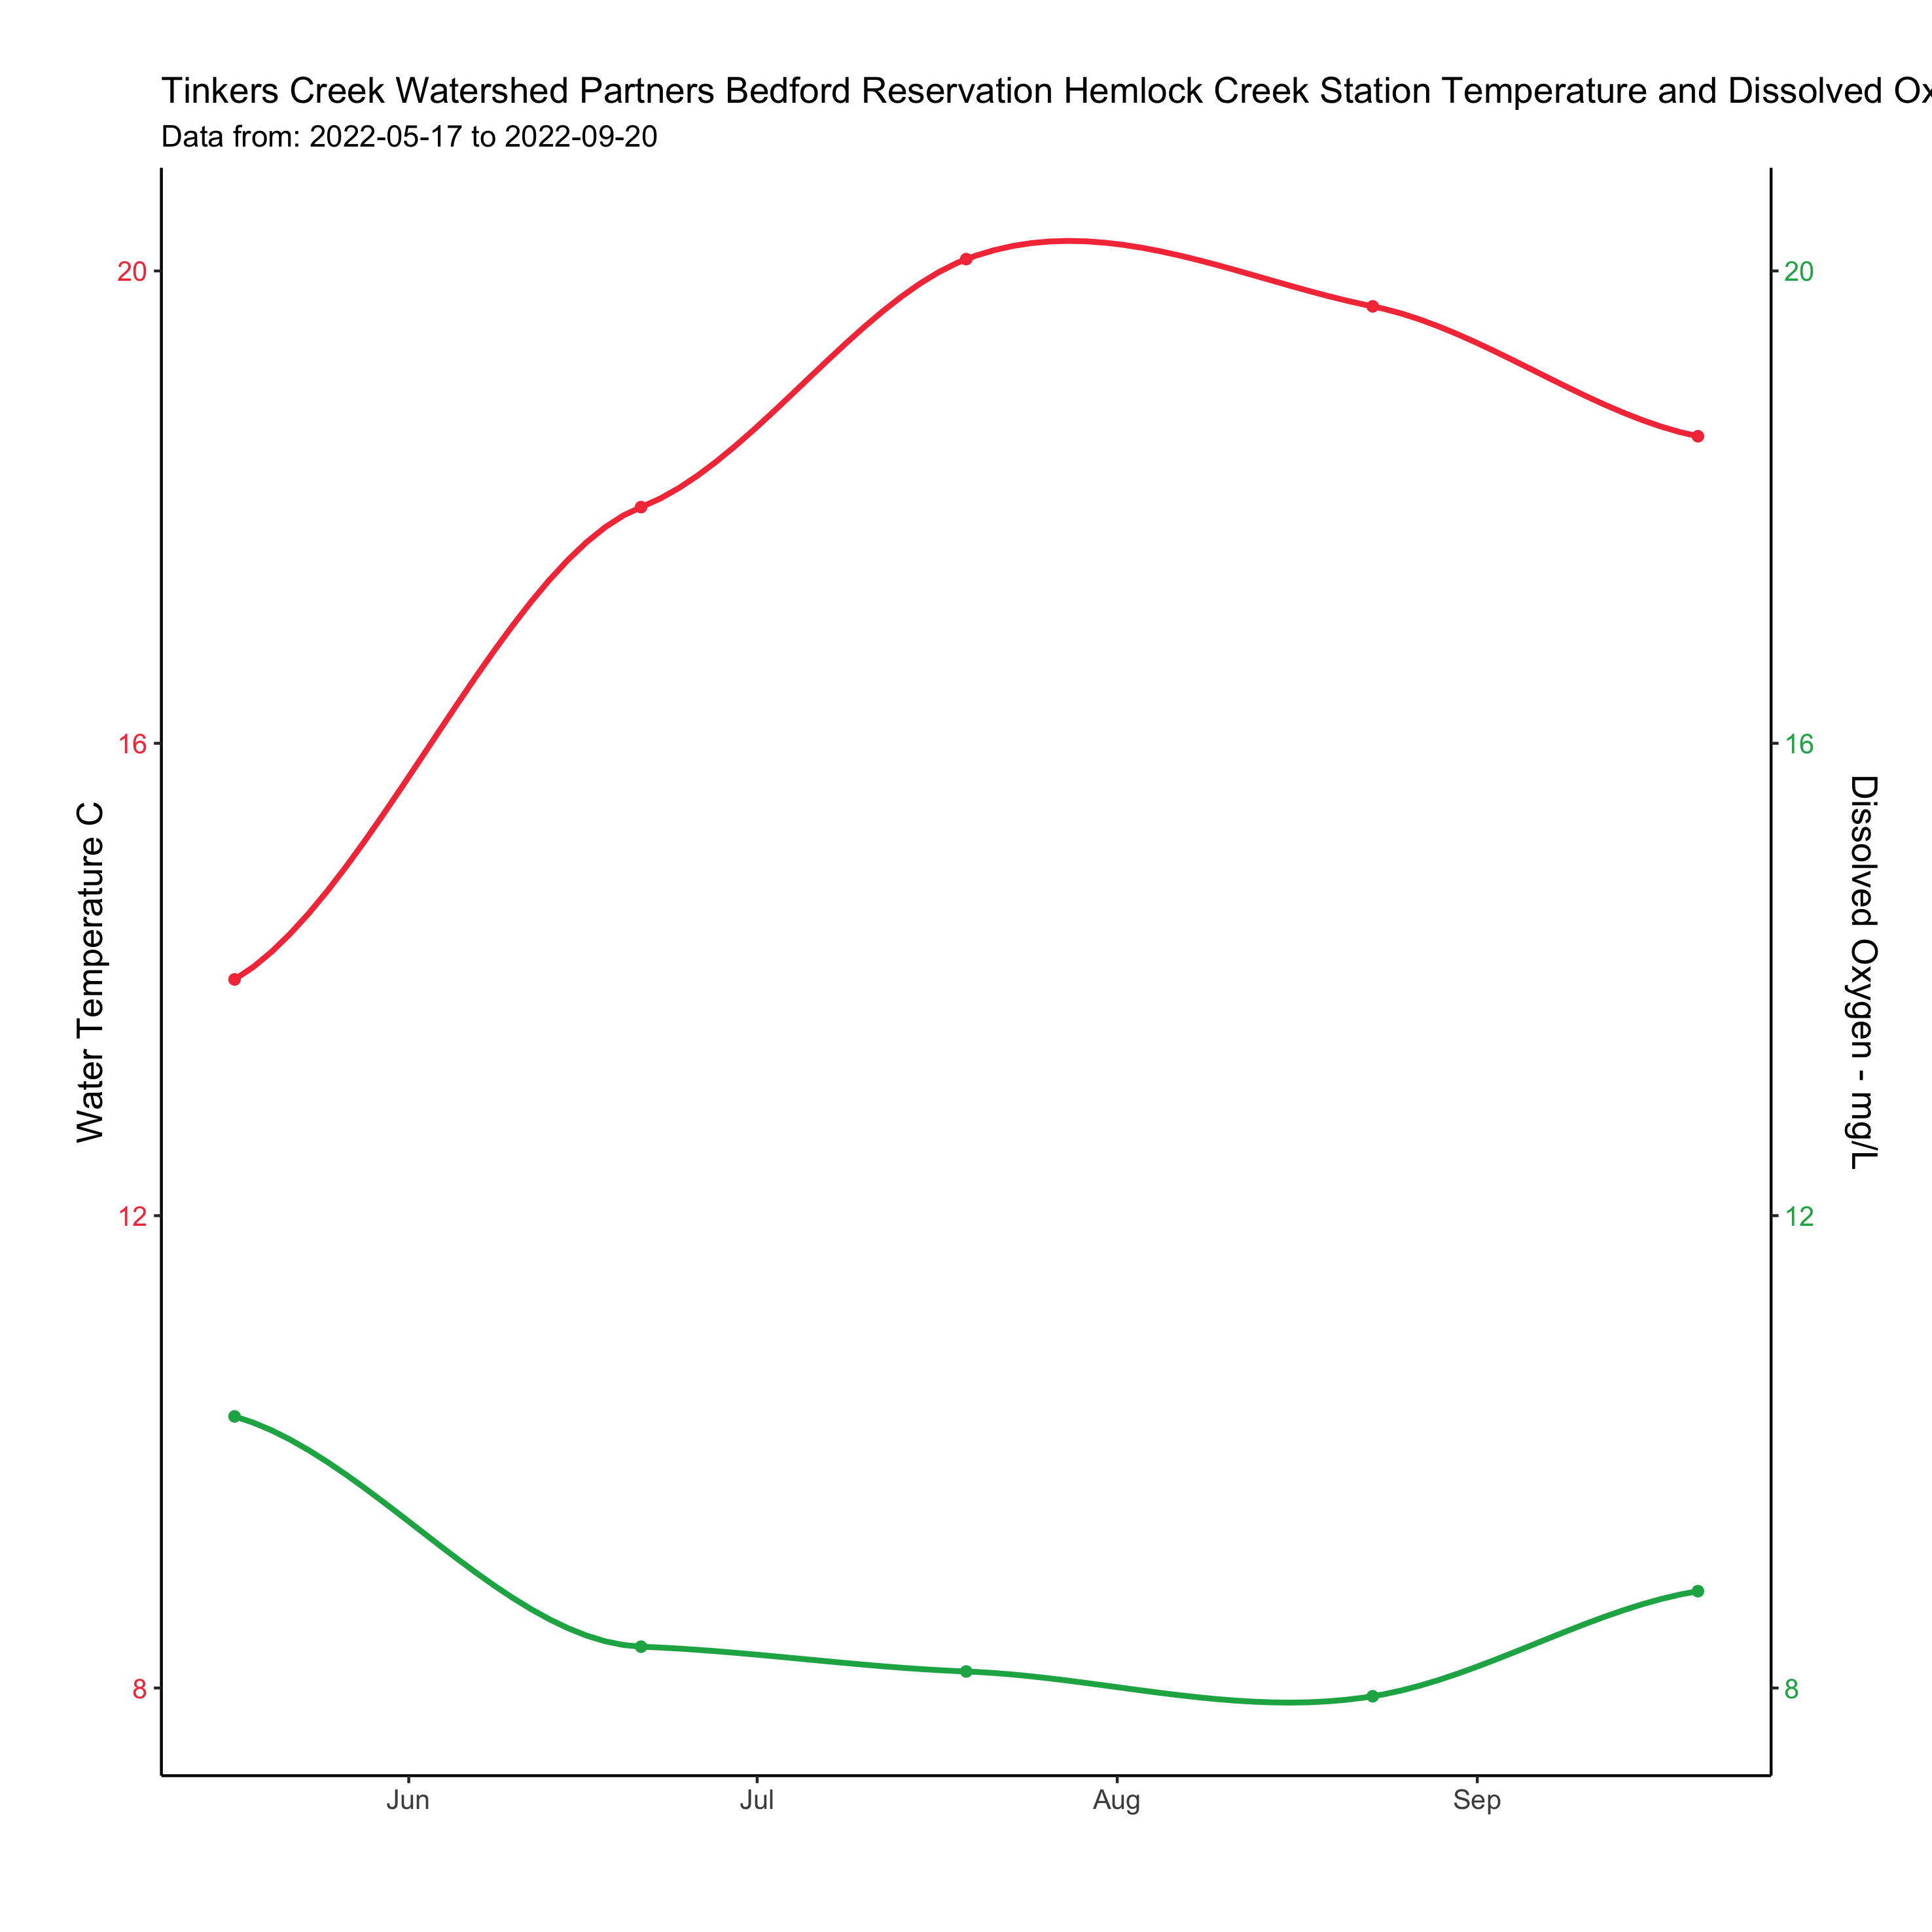 Tinkers Creek Watershed Partners Bedford Reservation Hemlock Creek Station Temperature and Dissolved Ox
Data from: 2022-05-17 to 2022-09-20
20
16
12
8
Water Temperature C
20
16
12
8
Dissolved Oxygen - mg/L
Jun
Jul
Aug
Sep